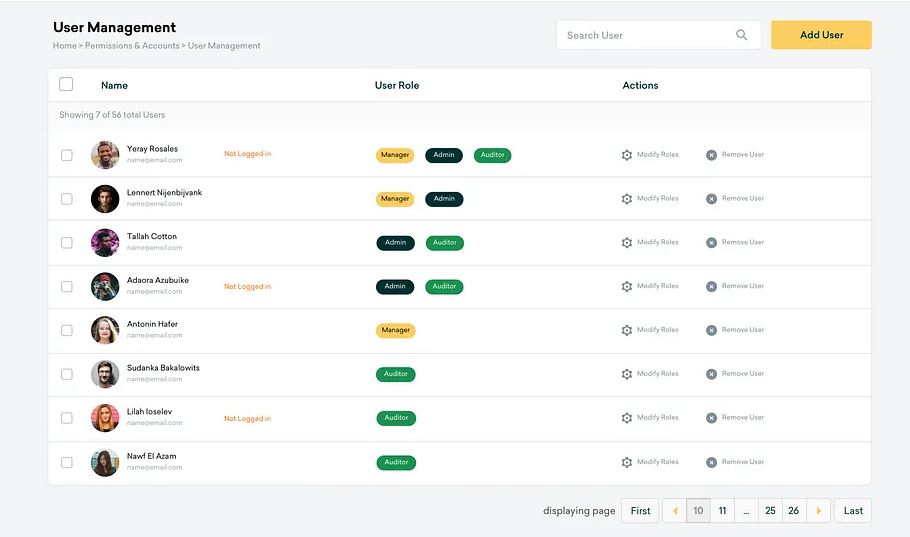 User Management
Home > Permissions & Accounts > User Management
Search User
Add User
Name User Role Actions
Showing 7 of 56 total Users
Yeray Rosales
name@email.com
Not Logged in
Manager Admin Auditor
Modify Roles Remove User
Lennert Nijenbijvank
name@email.com
Manager Admin
Modify Roles Remove User
Tallah Cotton
name@email.com
Admin Auditor
Modify Roles Remove User
Adaora Azubuike
name@email.com
Not Logged in
Admin Auditor
Modify Roles Remove User
Antonin Hafer
name@email.com
Manager
Modify Roles Remove User
Sudanka Bakalowits
name@email.com
Auditor
Modify Roles Remove User
Lilah Ioselev
name@email.com
Not Logged in
Auditor
Modify Roles Remove User
Nawf El Azam
name@email.com
Auditor
Modify Roles Remove User
displaying page First 10 11 ... 25 26 Last